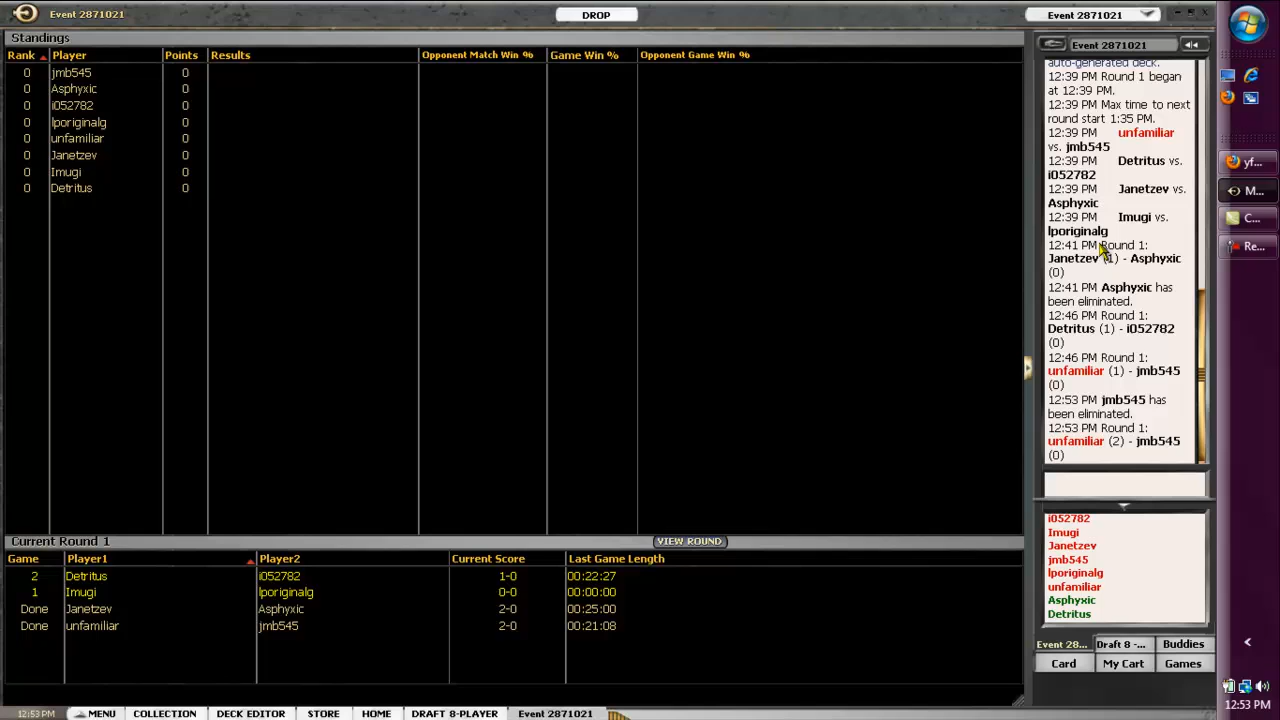 Event 2871021
DROP
Event 2871021
Standings
Rank Player Points Results Opponent Match Win % Game Win % Opponent Game Win %
0 jmb545 0
0 Asphyxic 0
0 i052782 0
0 lporiginalg 0
0 unfamiliar 0
0 Janetzev 0
0 Imugi 0
0 Detritus 0
Current Round 1
VIEW ROUND
Game Player1 Player2 Current Score Last Game Length
2 Detritus i052782 1-0 00:22:27
1 Imugi lporiginalg 0-0 00:00:00
Done Janetzev Asphyxic 2-0 00:25:00
Done unfamiliar jmb545 2-0 00:21:08
Event 2871021
auto-generated deck.
12:39 PM Round 1 began
at 12:39 PM.
12:39 PM Max time to next
round start 1:35 PM.
12:39 PM unfamiliar
vs. jmb545
12:39 PM Detritus vs.
i052782
12:39 PM Janetzev vs.
Asphyxic
12:39 PM Imugi vs.
lporiginalg
12:41 PM Round 1:
Janetzev (1) - Asphyxic
(0)
12:41 PM Asphyxic has
been eliminated.
12:46 PM Round 1:
Detritus (1) - i052782
(0)
12:46 PM Round 1:
unfamiliar (1) - jmb545
(0)
12:53 PM jmb545 has
been eliminated.
12:53 PM Round 1:
unfamiliar (2) - jmb545
(0)
i052782
Imugi
Janetzev
jmb545
lporiginalg
unfamiliar
Asphyxic
Detritus
Event 28... Draft 8 -... Buddies
Card My Cart Games
12:53 PM MENU COLLECTION DECK EDITOR STORE HOME DRAFT 8-PLAYER Event 2871021
yf...
M...
C...
Re...
12:53 PM